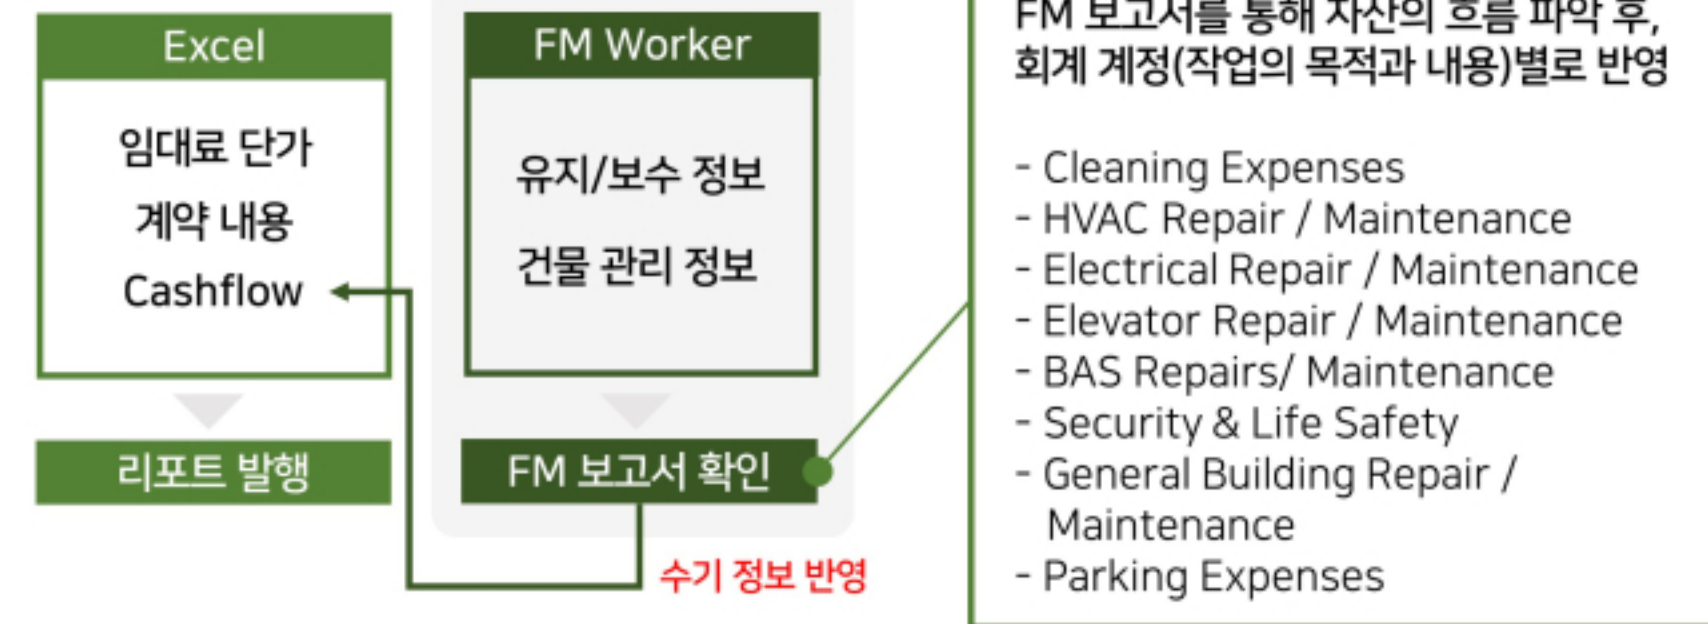 Excel
임대료 단가
계약 내용
Cashflow
리포트 발행
FM Worker
유지/보수 정보
건물 관리 정보
FM 보고서 확인
수기 정보 반영
FM 보고서를 통해 자산의 흐름 파악 후,
회계 계정(작업의 목적과 내용)별로 반영
- Cleaning Expenses
- HVAC Repair / Maintenance
- Electrical Repair / Maintenance
- Elevator Repair / Maintenance
- BAS Repairs/ Maintenance
- Security & Life Safety
- General Building Repair /
Maintenance
- Parking Expenses